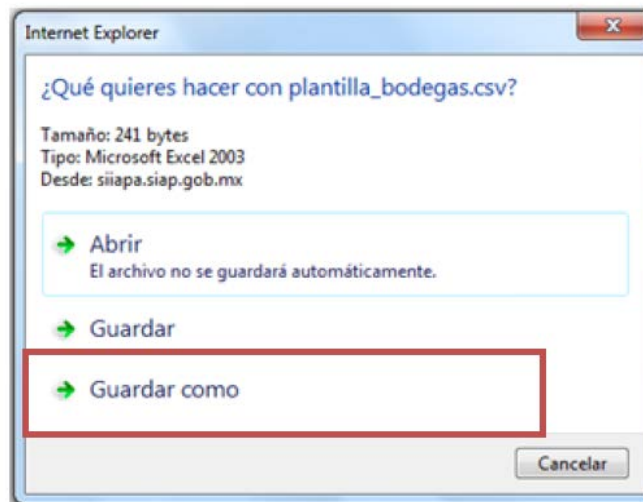 Internet Explorer
¿Qué quieres hacer con plantilla_bodegas.csv?
Tamaño: 241 bytes
Tipo: Microsoft Excel 2003
Desde: siiapa.siap.gob.mx
Abrir
El archivo no se guardará automáticamente.
Guardar
Guardar como
Cancelar